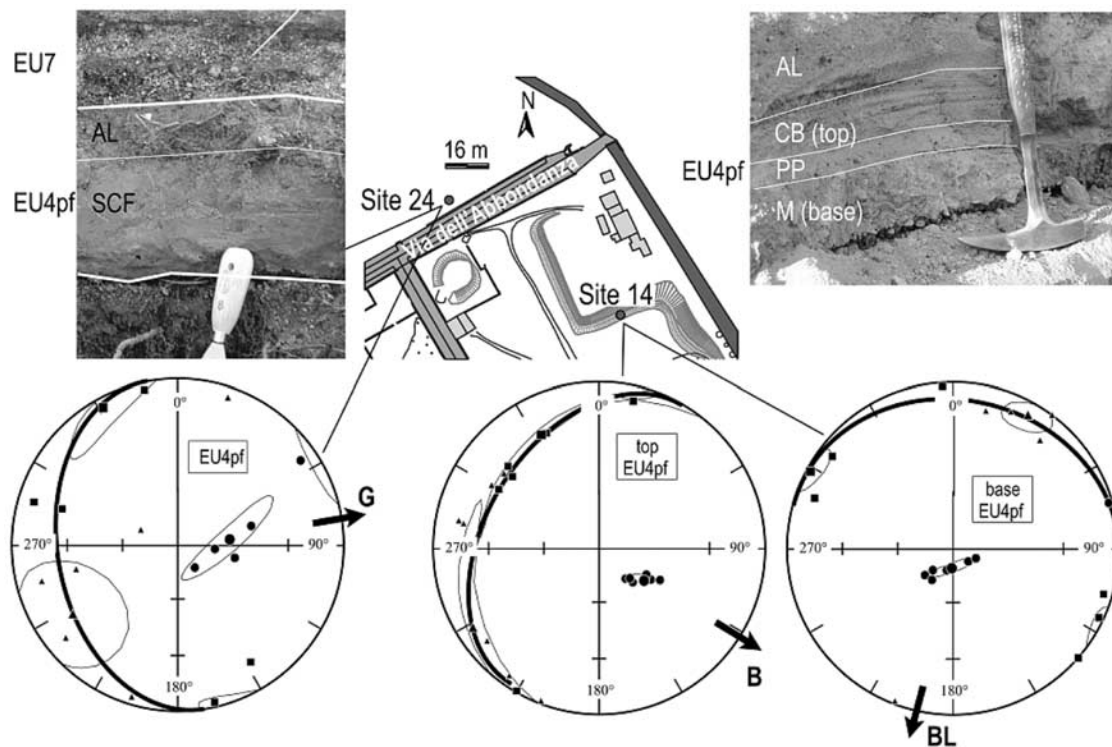 EU7
AL
EU4pf
SCF
N
16 m
Site 24
Via dell'Abbondanza
Site 14
AL
CB (top)
EU4pf
PP
M (base)
0°
EU4pf
G
270°
90°
180°
0°
top
EU4pf
270°
90°
180°
B
0°
base
EU4pf
270°
90°
180°
BL